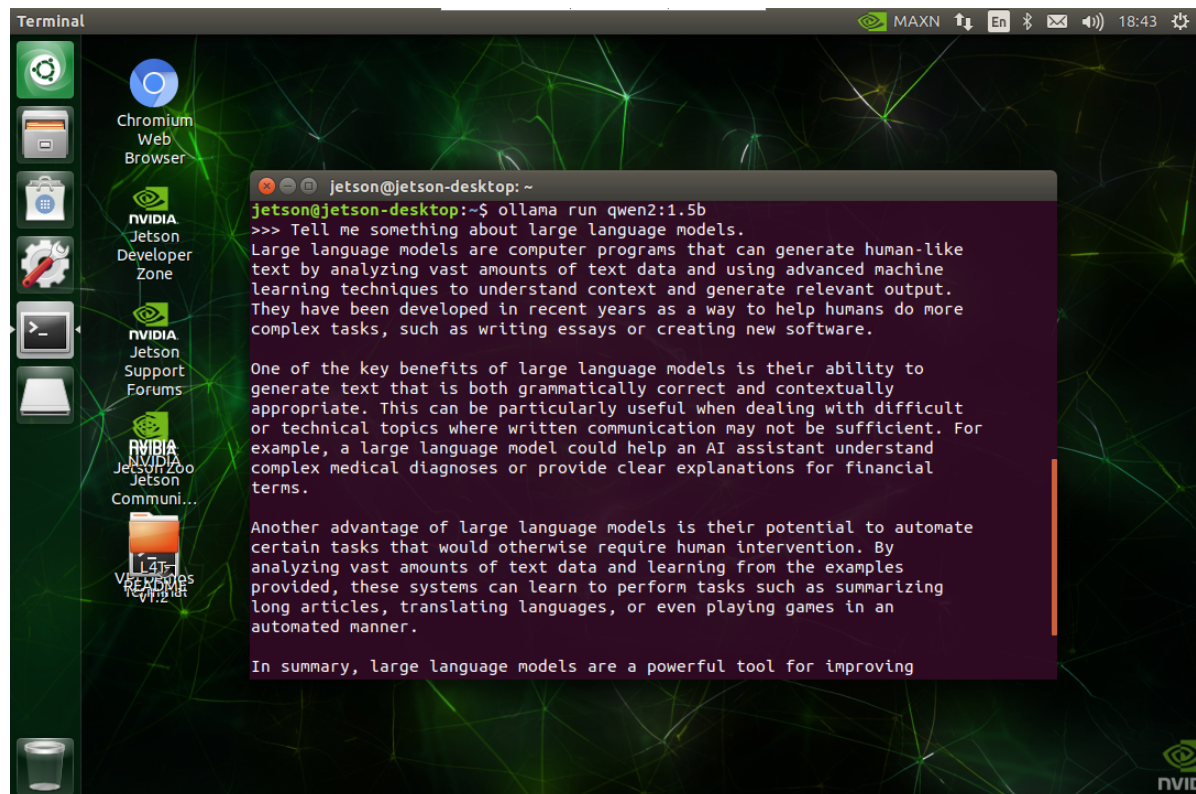 Terminal
MAXN
En
18:43
Chromium
Web
Browser
NVIDIA.
Jetson
Developer
Zone
NVIDIA.
Jetson
Support
Forums
NVIDIA
Jetson Zoo
Jetson
Communi...
L4T-
README
v1.2
jetson@jetson-desktop: ~
jetson@jetson-desktop:~$ ollama run qwen2:1.5b
>>> Tell me something about large language models.
Large language models are computer programs that can generate human-like
text by analyzing vast amounts of text data and using advanced machine
learning techniques to understand context and generate relevant output.
They have been developed in recent years as a way to help humans do more
complex tasks, such as writing essays or creating new software.
One of the key benefits of large language models is their ability to
generate text that is both grammatically correct and contextually
appropriate. This can be particularly useful when dealing with difficult
or technical topics where written communication may not be sufficient. For
example, a large language model could help an AI assistant understand
complex medical diagnoses or provide clear explanations for financial
terms.
Another advantage of large language models is their potential to automate
certain tasks that would otherwise require human intervention. By
analyzing vast amounts of text data and learning from the examples
provided, these systems can learn to perform tasks such as summarizing
long articles, translating languages, or even playing games in an
automated manner.
In summary, large language models are a powerful tool for improving